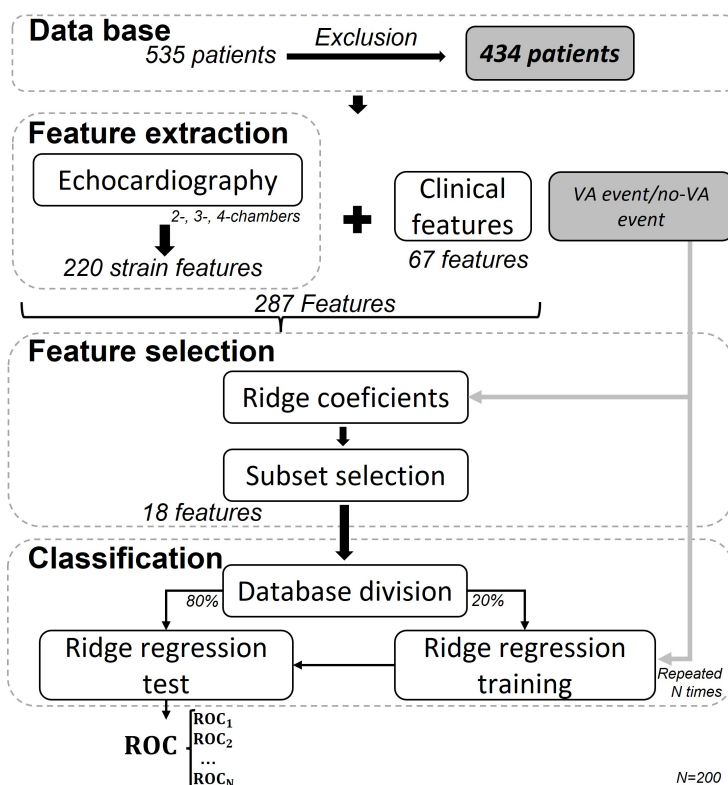 Data base
535 patients
Exclusion
434 patients
Feature extraction
Echocardiography
2-, 3-, 4-chambers
220 strain features
Clinical
features
67 features
VA event/no-VA
event
287 Features
Feature selection
Ridge coeficients
Subset selection
18 features
Classification
Database division
80%
20%
Ridge regression
test
Ridge regression
training
Repeated
N times
ROC
ROC₁
ROC₂
...
ROC_N
N=200